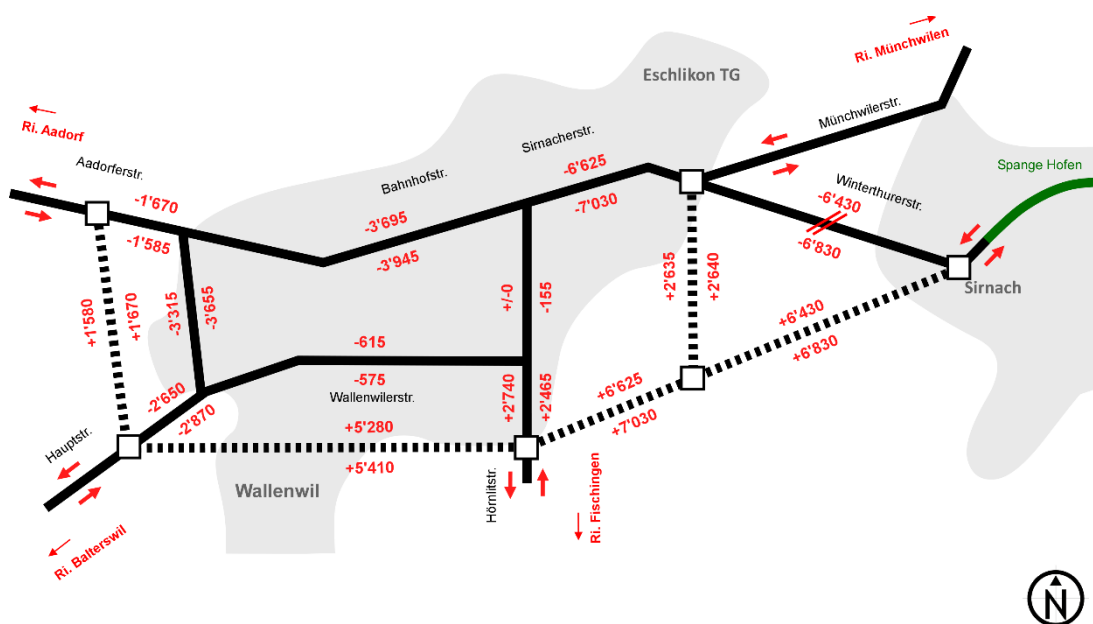 Ri. Münchwilen
Eschlikon TG
Münchwilerstr.
Ri. Aadorf
Aadorferstr.
Sirnacherstr.
Bahnhofstr.
-6'625
-7'030
Spange Hofen
Winterthurerstr.
-6'430
-6'830
-1'670
-1'585
-3'695
-3'945
+1'580
+1'670
-3'315
-3'655
+/-0
-155
+2'635
+2'640
Sirnach
+6'430
+6'830
-615
-575
Wallenwilerstr.
-2'650
-2'870
+2'740
+2'465
+6'625
+7'030
Hauptstr.
+5'280
+5'410
Wallenwil
Hörnlitstr.
Ri. Fischingen
Ri. Balterswil
N